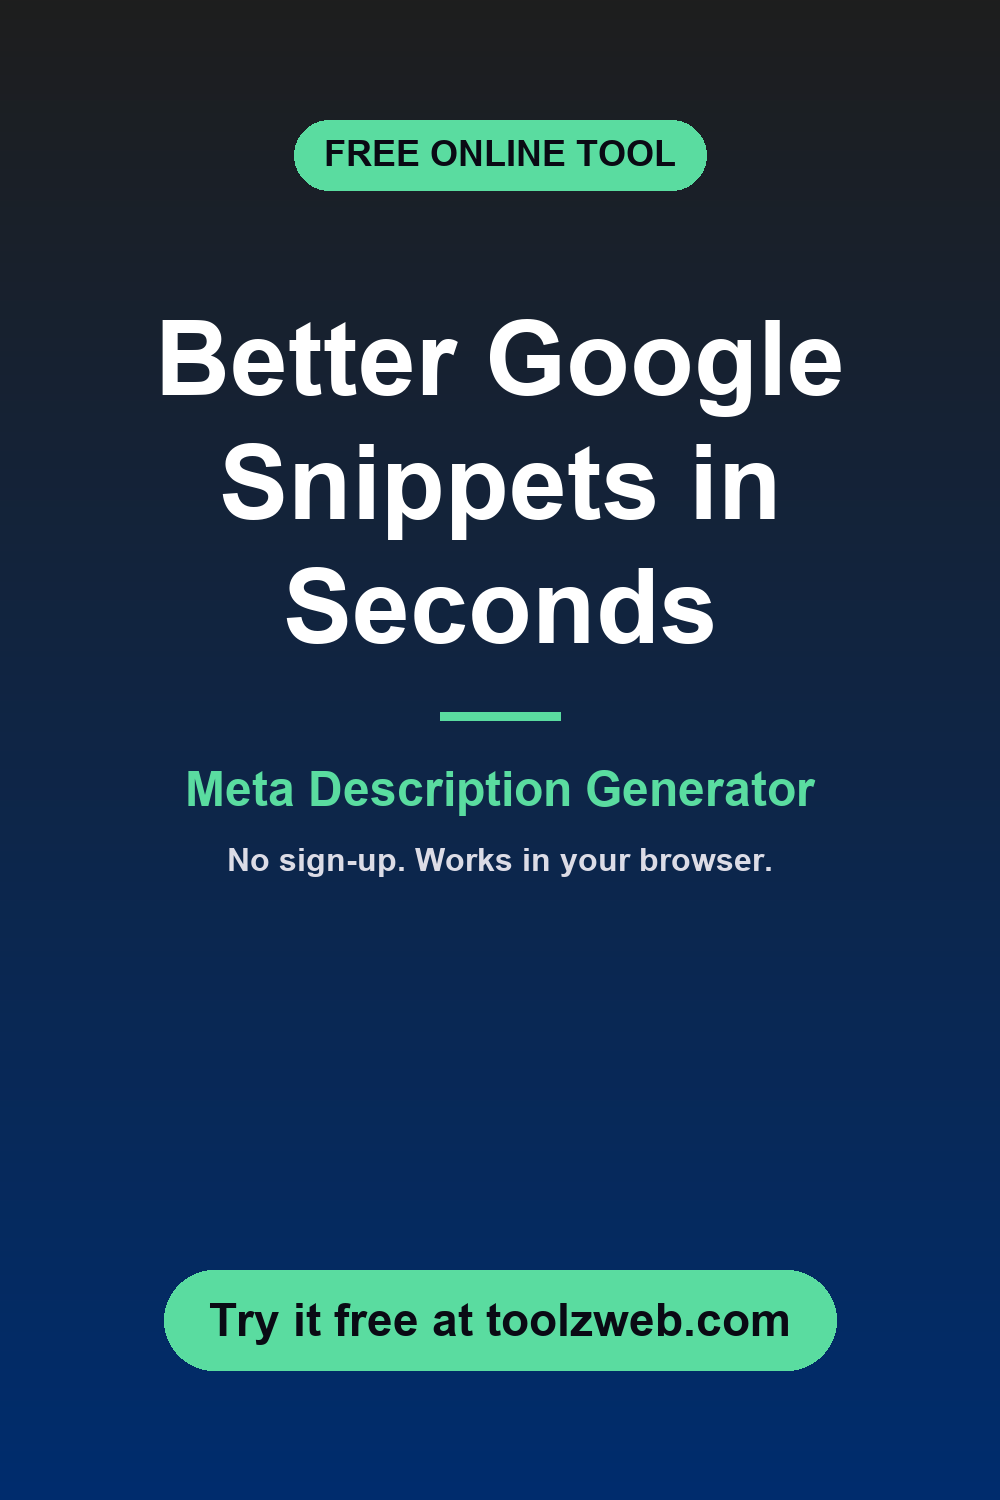 FREE ONLINE TOOL
Better Google
Snippets in
Seconds
Meta Description Generator
No sign-up. Works in your browser.
Try it free at toolzweb.com